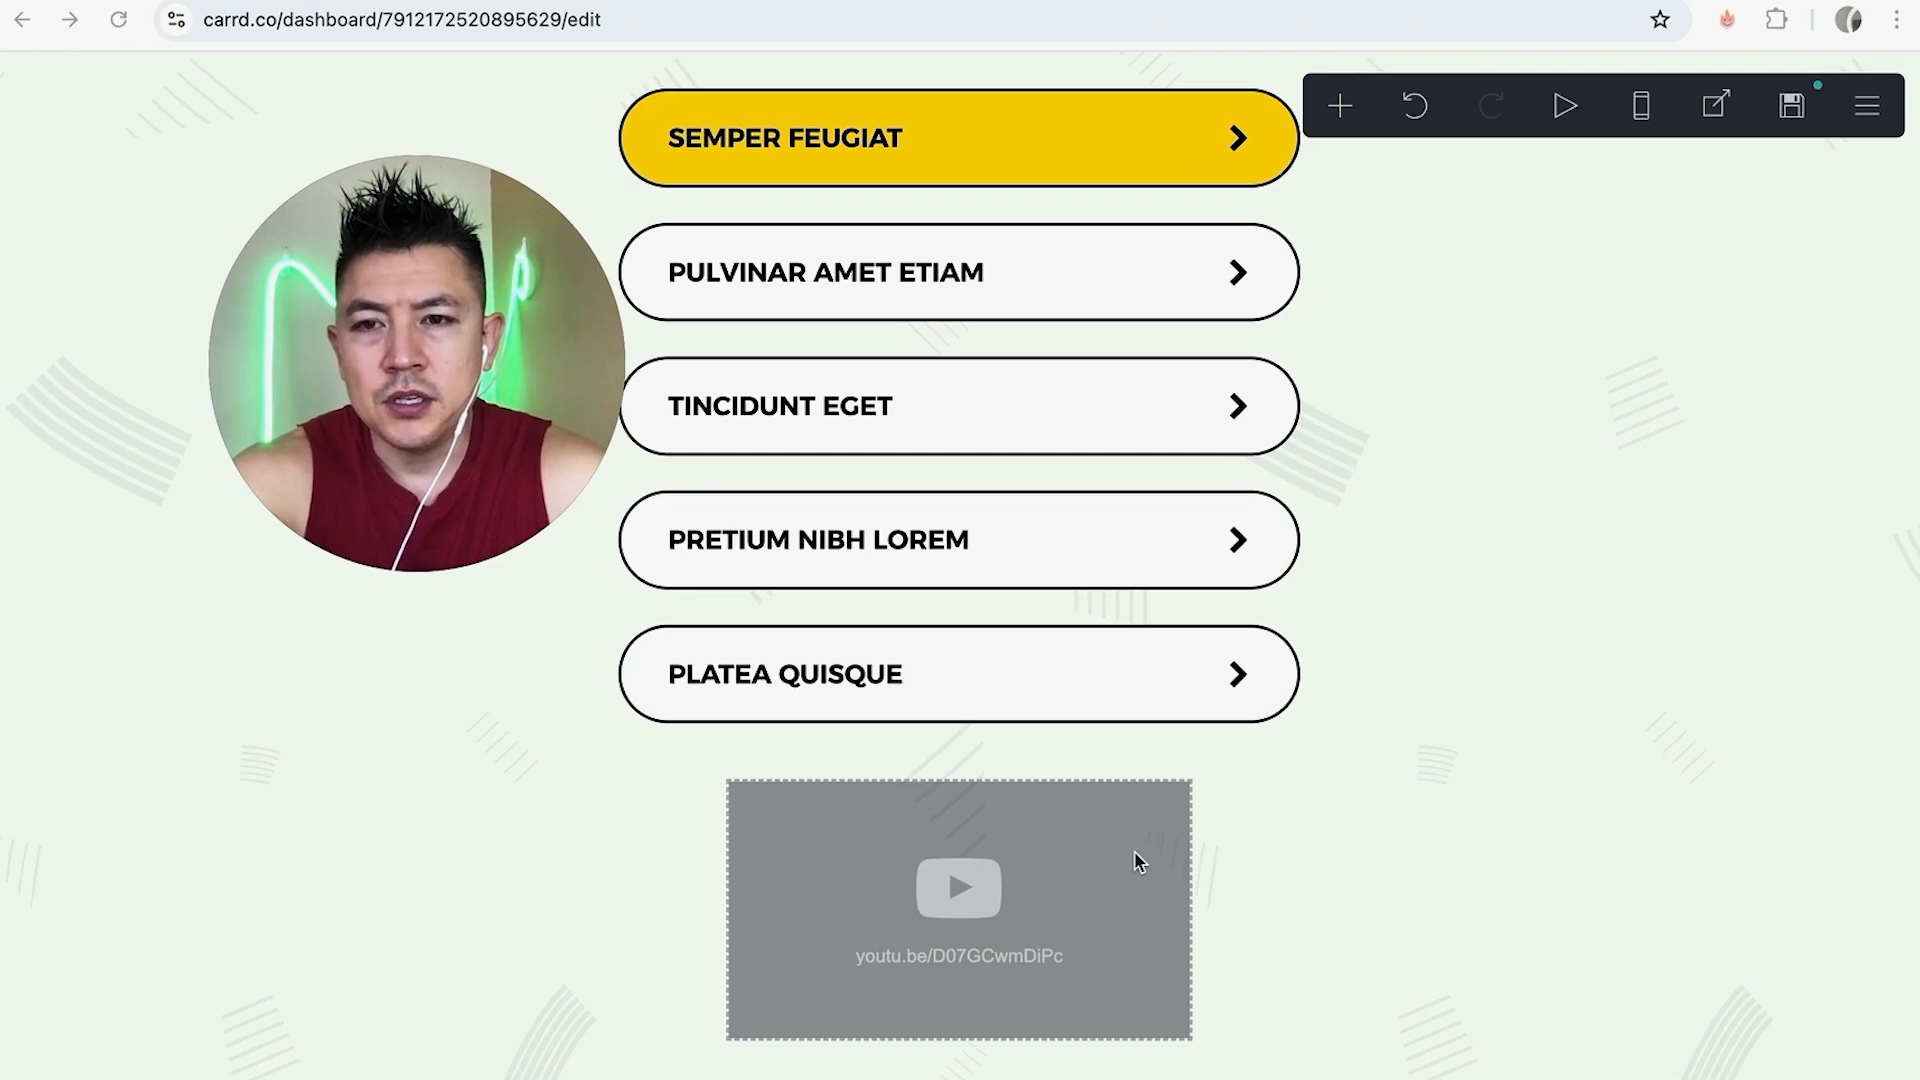 carrd.co/dashboard/7912172520895629/edit
SEMPER FEUGIAT
PULVINAR AMET ETIAM
TINCIDUNT EGET
PRETIUM NIBH LOREM
PLATEA QUISQUE
youtu.be/D07GCwmDiPc